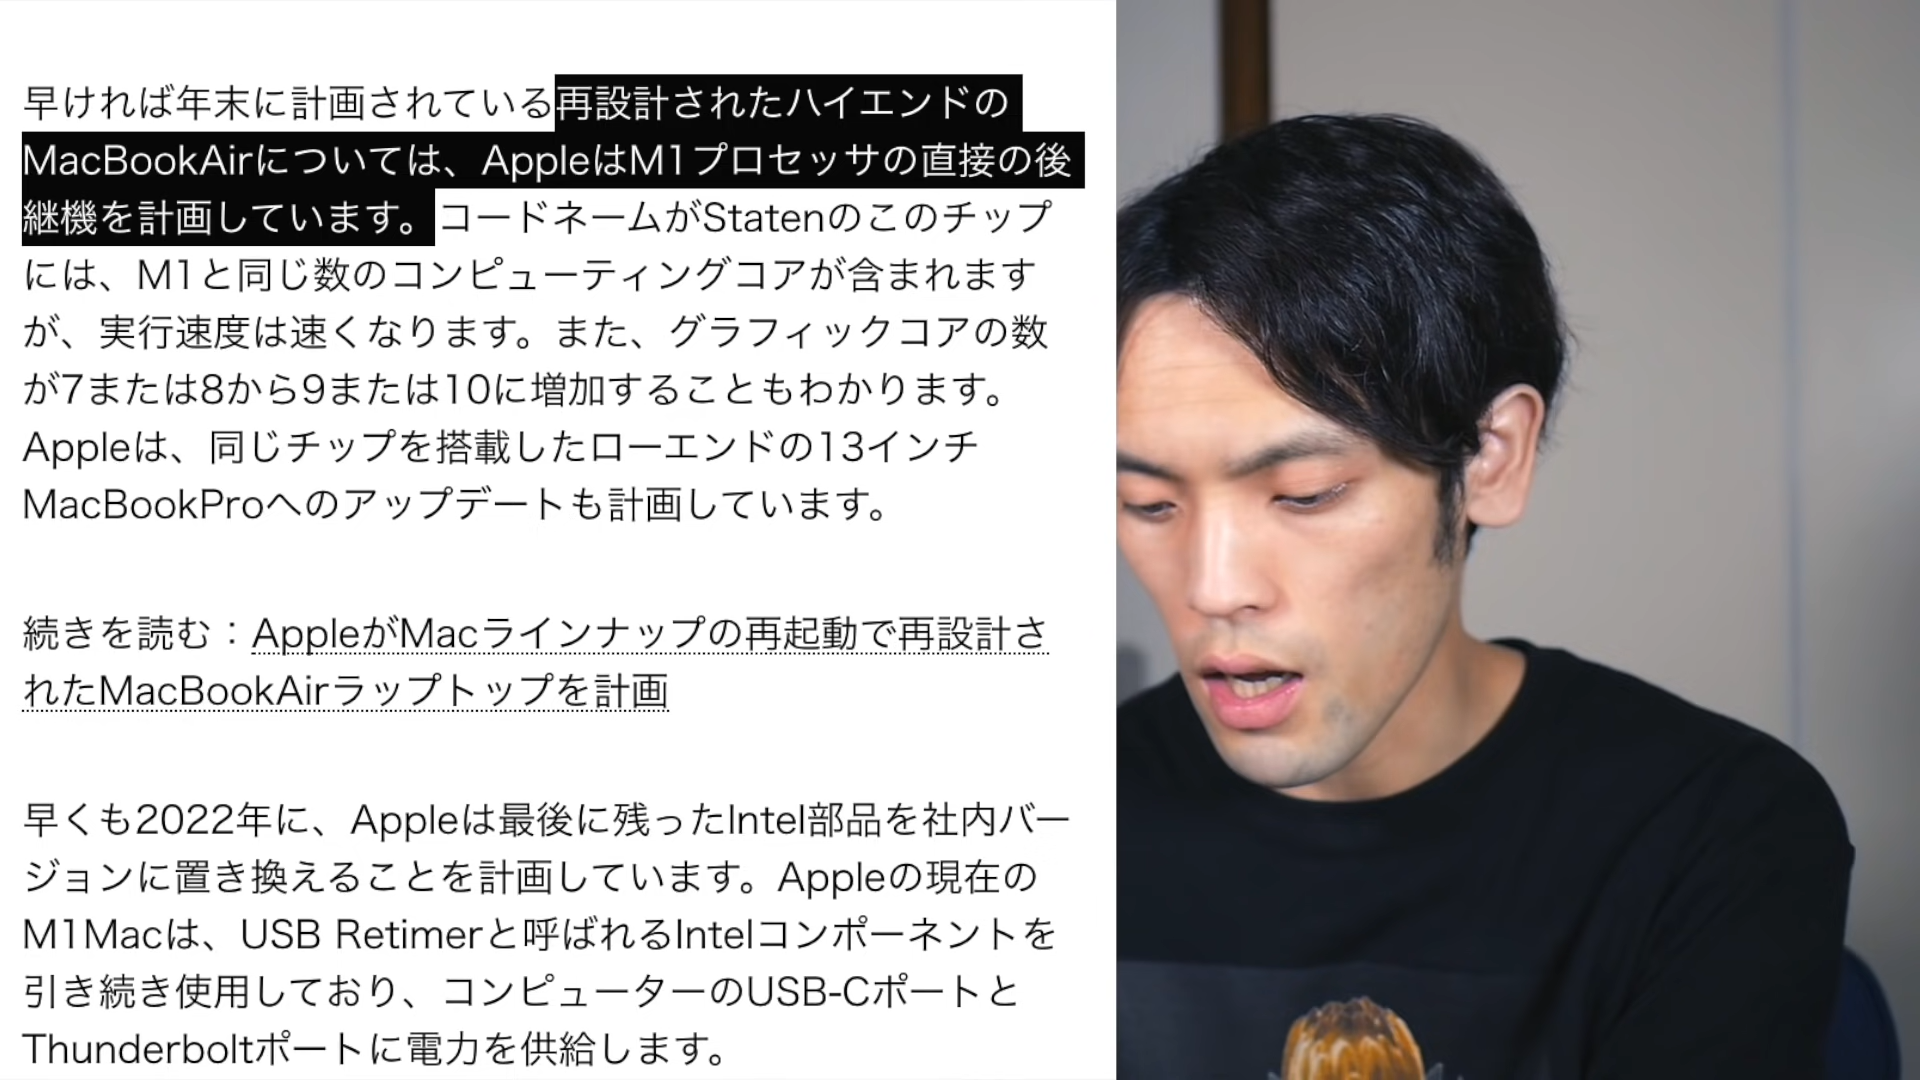 早ければ年末に計画されている再設計されたハイエンドの
MacBookAirについては、AppleはM1プロセッサの直接の後
継機を計画しています。コードネームがStatenのこのチップ
には、M1と同じ数のコンピューティングコアが含まれます
が、実行速度は速くなります。また、グラフィックコアの数
が7または8から9または10に増加することもわかります。
Appleは、同じチップを搭載したローエンドの13インチ
MacBookProへのアップデートも計画しています。
続きを読む：AppleがMacラインナップの再起動で再設計さ
れたMacBookAirラップトップを計画
早くも2022年に、Appleは最後に残ったIntel部品を社内バー
ジョンに置き換えることを計画しています。Appleの現在の
M1Macは、USB Retimerと呼ばれるIntelコンポーネントを
引き続き使用しており、コンピューターのUSB-Cポートと
Thunderboltポートに電力を供給します。